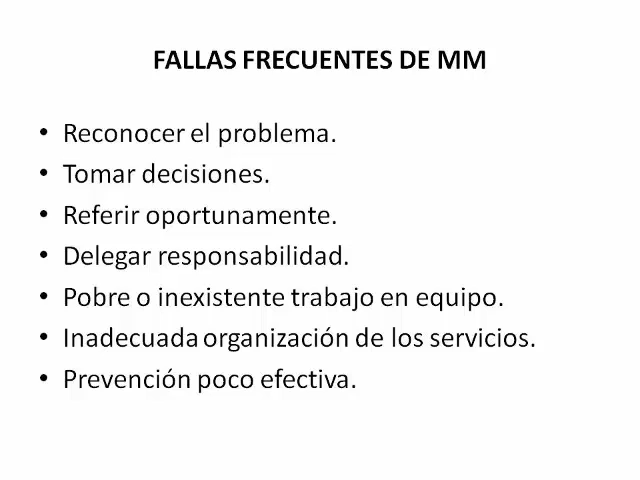 FALLAS FRECUENTES DE MM
• Reconocer el problema.
• Tomar decisiones.
• Referir oportunamente.
• Delegar responsabilidad.
• Pobre o inexistente trabajo en equipo.
• Inadecuada organización de los servicios.
• Prevención poco efectiva.